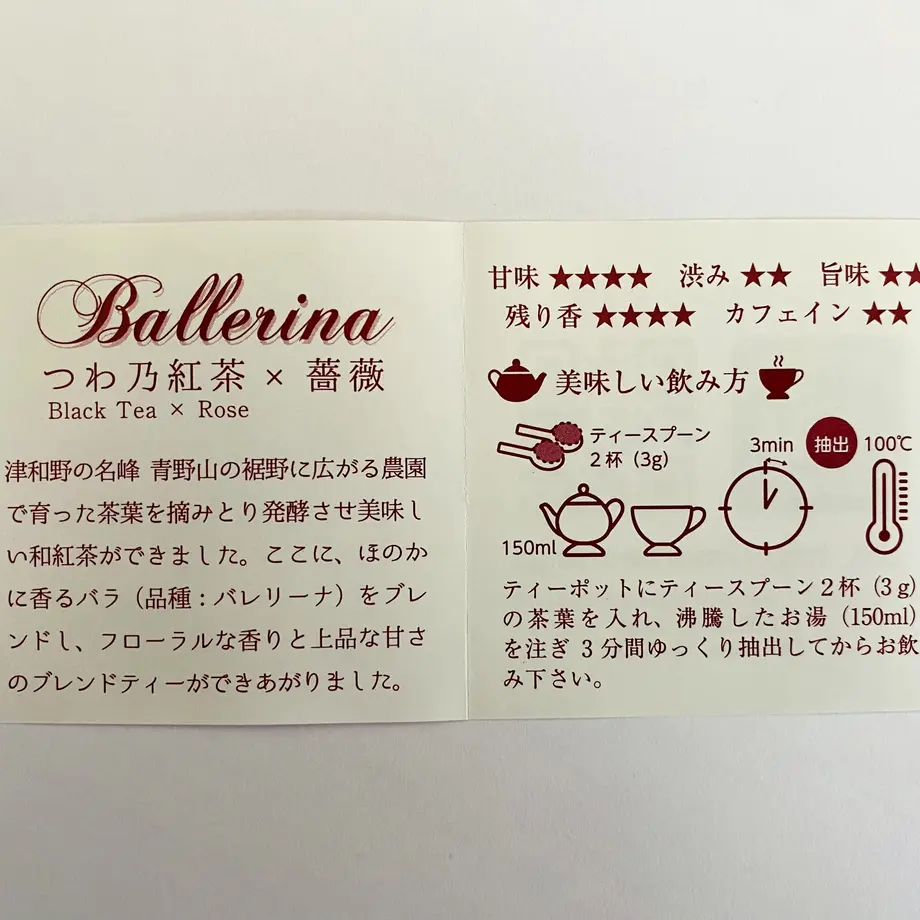 Ballerina
つわ乃紅茶 × 薔薇
Black Tea × Rose
津和野の名峰 青野山の裾野に広がる農園
で育った茶葉を摘みとり発酵させ美味し
い和紅茶ができました。ここに、ほのか
に香るバラ（品種：バレリーナ）をブレ
ンドし、フローラルな香りと上品な甘さ
のブレンドティーができあがりました。
甘味 ★★★★ 渋み ★★ 旨味 ★★
残り香 ★★★★ カフェイン ★★
美味しい飲み方
ティースプーン
２杯（3g）
3min
抽出
100℃
150ml
ティーポットにティースプーン２杯（3ｇ）
の茶葉を入れ、沸騰したお湯（150ml）
を注ぎ ３分間ゆっくり抽出してからお飲
み下さい。